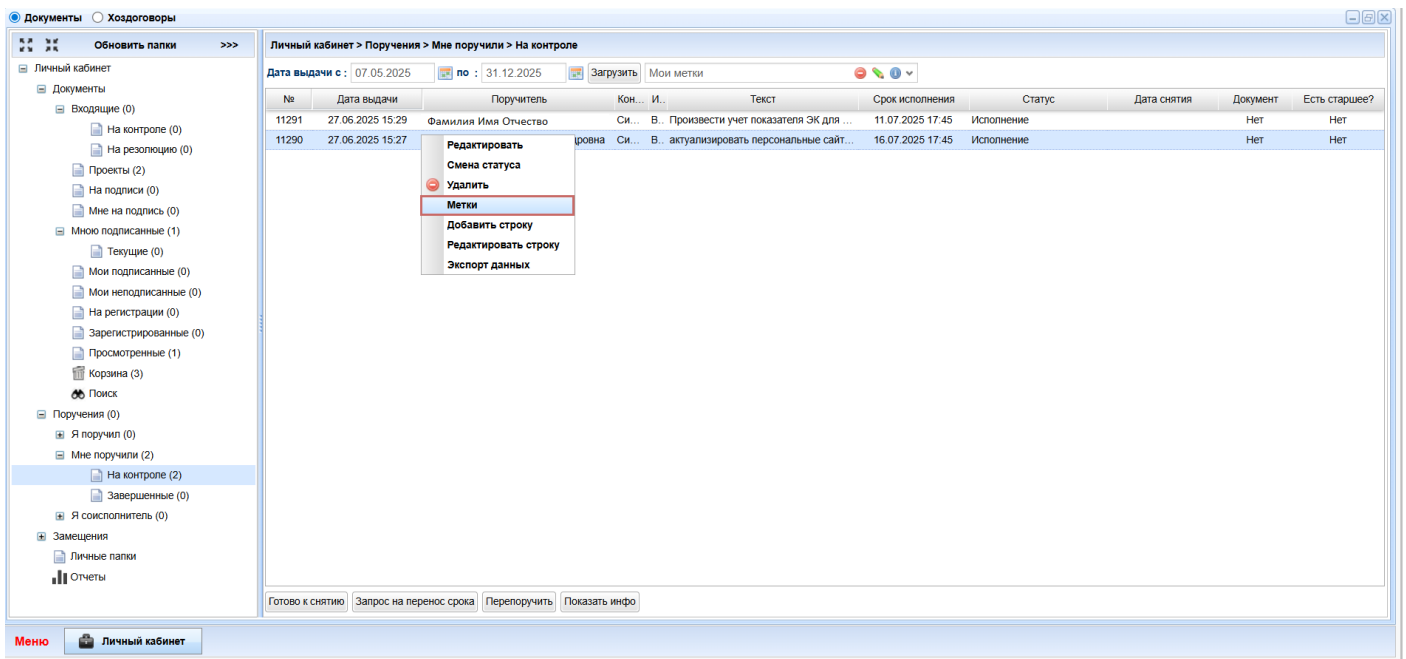 Документы Хоздоговоры
Обновить папки >>>
Личный кабинет
Документы
Входящие (0)
На контроле (0)
На резолюцию (0)
Проекты (2)
На подписи (0)
Мне на подпись (0)
Мною подписанные (1)
Текущие (0)
Мои подписанные (0)
Мои неподписанные (0)
На регистрации (0)
Зарегистрированные (0)
Просмотренные (1)
Корзина (3)
Поиск
Поручения (0)
Я поручил (0)
Мне поручили (2)
На контроле (2)
Завершенные (0)
Я соисполнитель (0)
Замещения
Личные папки
Отчеты
Личный кабинет > Поручения > Мне поручили > На контроле
Дата выдачи с : 07.05.2025 по : 31.12.2025 Загрузить Мои метки
№ Дата выдачи Поручитель Кон... И.. Текст Срок исполнения Статус Дата снятия Документ Есть старшее?
11291 27.06.2025 15:29 Фамилия Имя Отчество Си... В.. Произвести учет показателя ЭК для ... 11.07.2025 17:45 Исполнение Нет Нет
11290 27.06.2025 15:27 ровна Си... В.. актуализировать персональные сайт... 16.07.2025 17:45 Исполнение Нет Нет
Редактировать
Смена статуса
Удалить
Метки
Добавить строку
Редактировать строку
Экспорт данных
Готово к снятию Запрос на перенос срока Перепоручить Показать инфо
Меню Личный кабинет